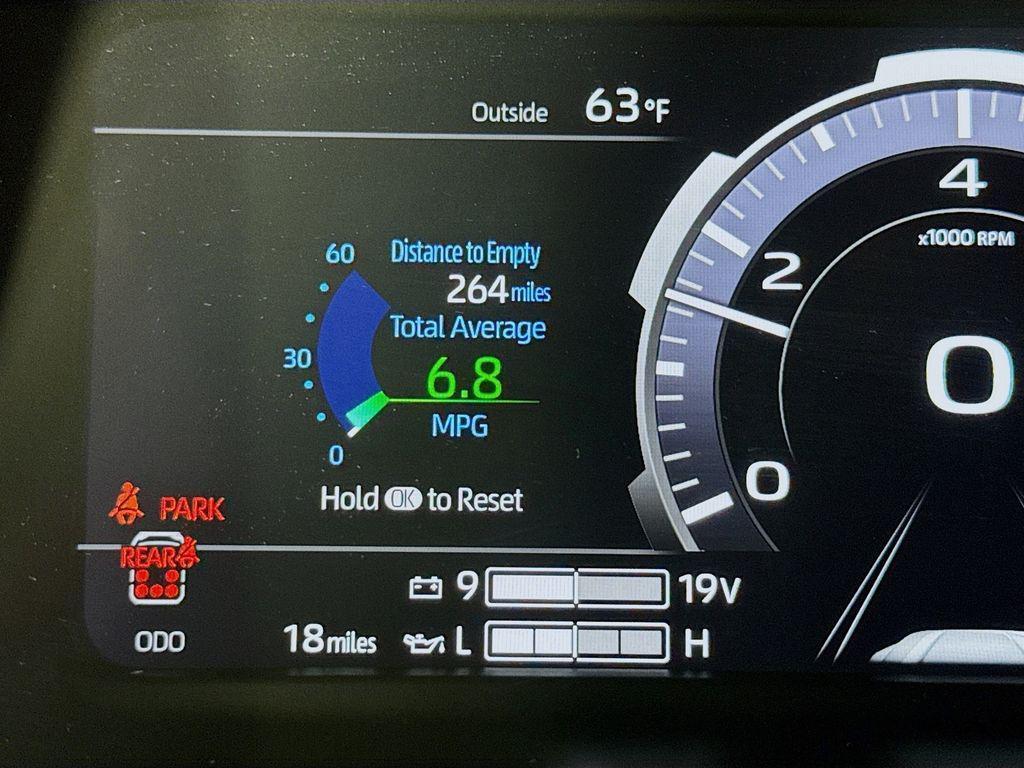 Outside 63°F
4
x1000 RPM
2
0
0
60
30
0
Distance to Empty
264 miles
Total Average
6.8
MPG
Hold OK to Reset
PARK
REAR
9 19V
ODO 18 miles
L H